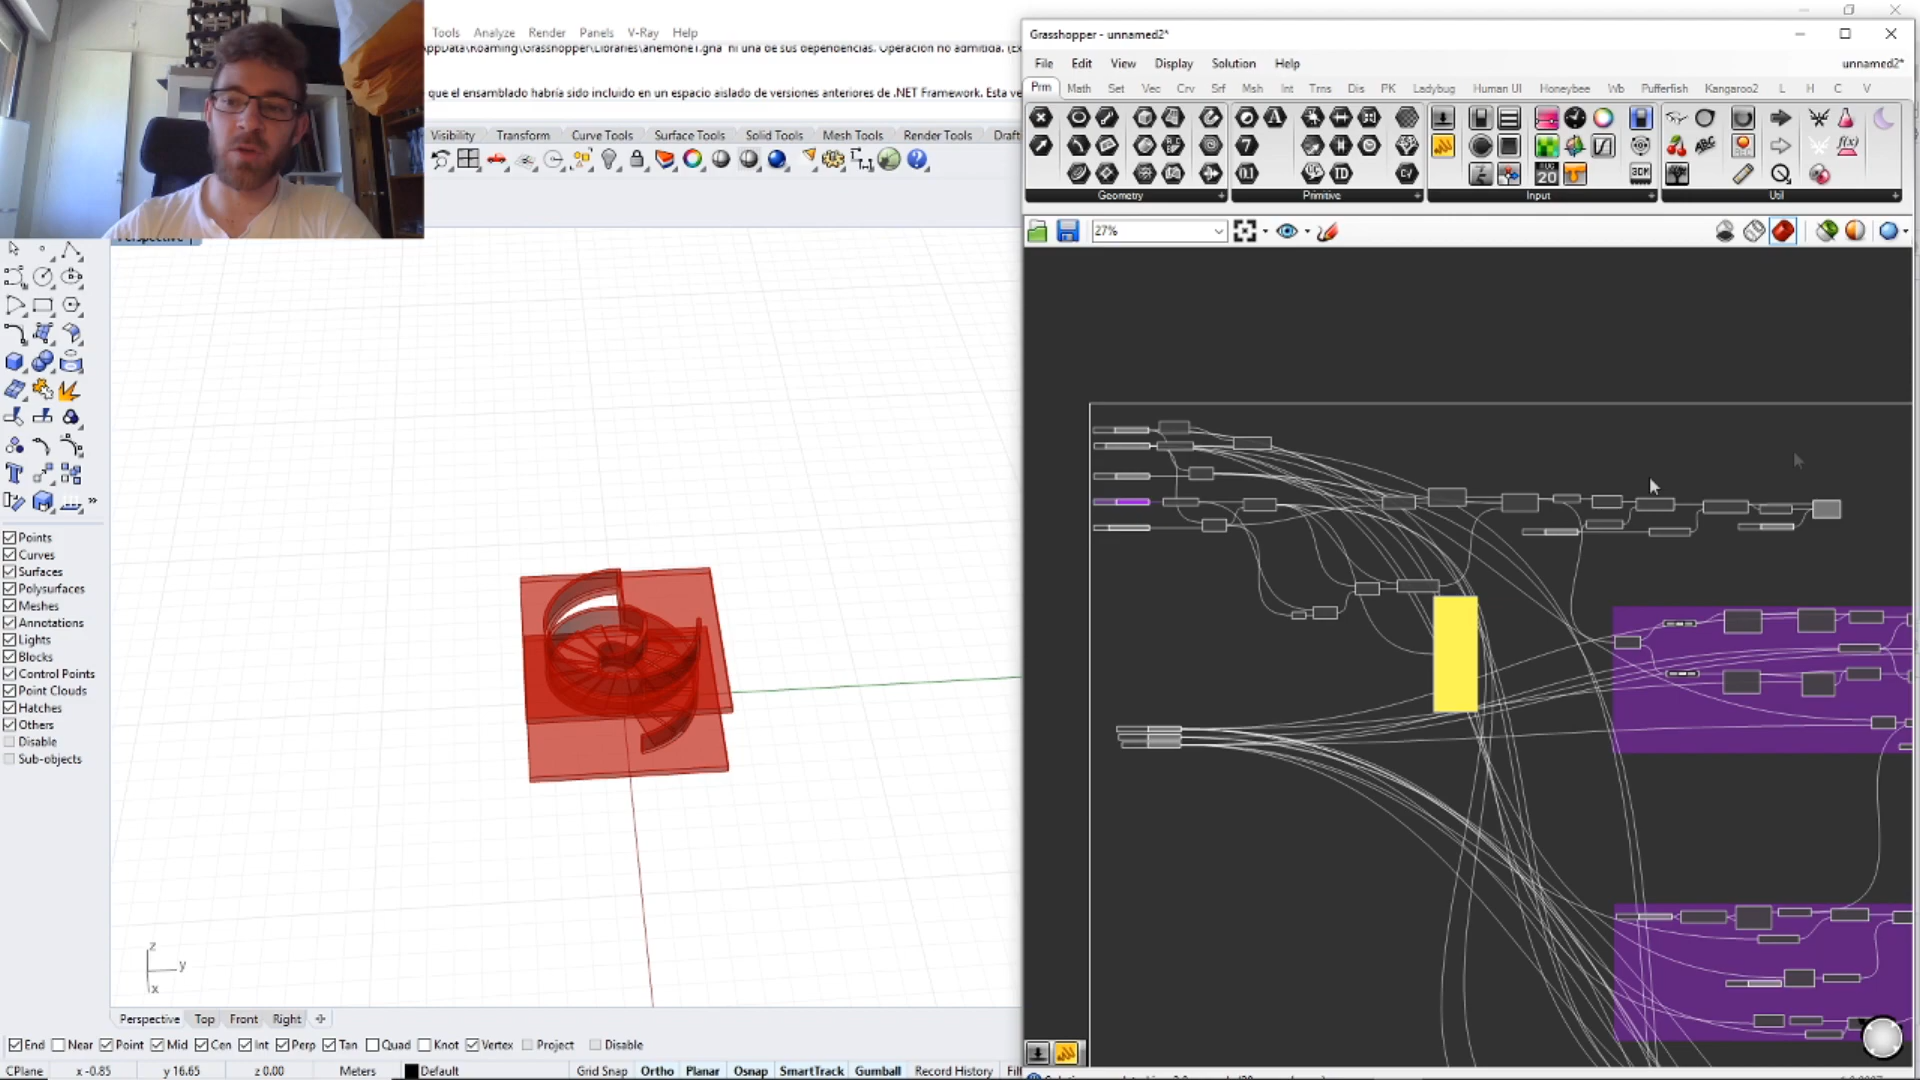 Tools Analyze Render Panels V-Ray Help
que el ensamblado habría sido incluido en un espacio aislado de versiones anteriores de .NET Framework. Esta ve
Visibility Transform Curve Tools Surface Tools Solid Tools Mesh Tools Render Tools Draft
Perspective
Points
Curves
Surfaces
Polysurfaces
Meshes
Annotations
Lights
Blocks
Control Points
Point Clouds
Hatches
Others
Disable
Sub-objects
z
y
x
Perspective Top Front Right
End Near Point Mid Cen Int Perp Tan Quad Knot Vertex Project Disable
CPlane x -0.85 y 16.65 z 0.00 Meters Default Grid Snap Ortho Planar Osnap SmartTrack Gumball Record History Fil
Grasshopper - unnamed2*
File Edit View Display Solution Help unnamed2*
Prm Math Set Vec Crv Srf Msh Int Trns Dis PK Ladybug Human UI Honeybee Wb Pufferfish Kangaroo2 L H C V
Geometry Primitive Input Util
27%